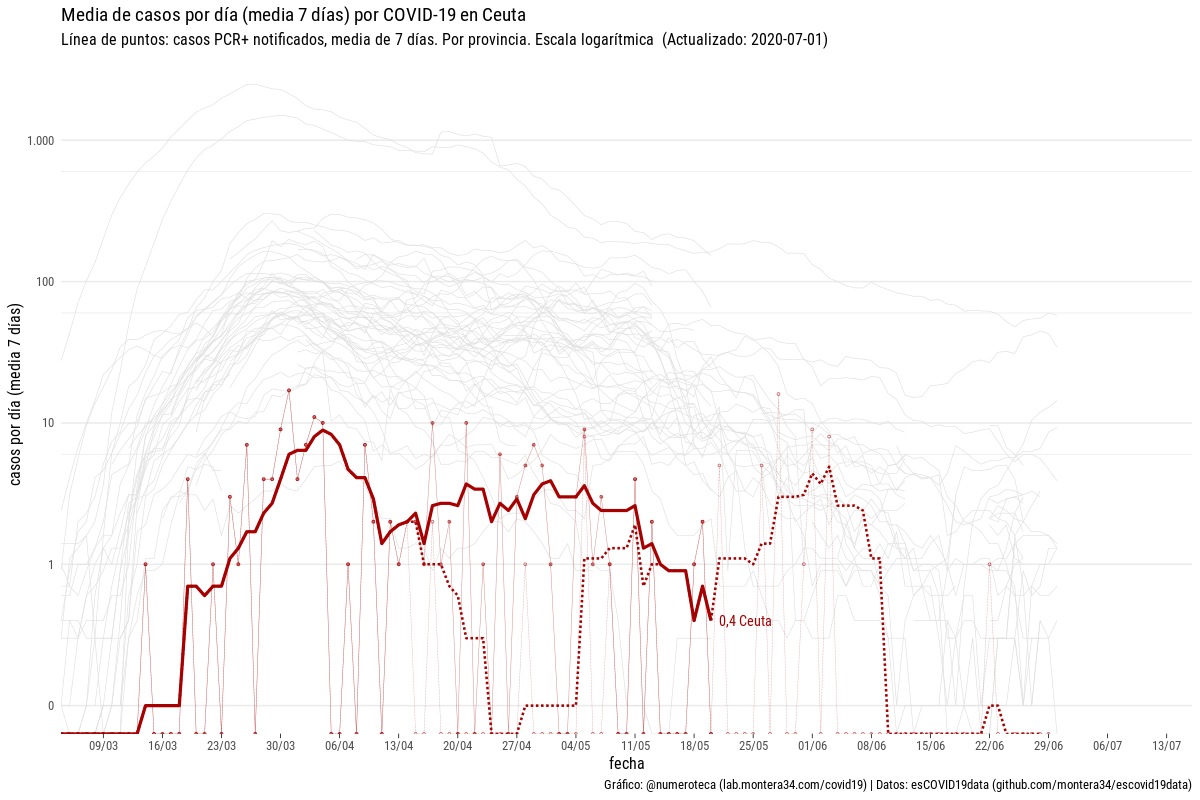 Media de casos por día (media 7 días) por COVID-19 en Ceuta
Línea de puntos: casos PCR+ notificados, media de 7 días. Por provincia. Escala logarítmica (Actualizado: 2020-07-01)
casos por día (media 7 días)
1.000
100
10
1
0
0,4 Ceuta
09/03 16/03 23/03 30/03 06/04 13/04 20/04 27/04 04/05 11/05 18/05 25/05 01/06 08/06 15/06 22/06 29/06 06/07 13/07
fecha
Gráfico: @numeroteca (lab.montera34.com/covid19) | Datos: esCOVID19data (github.com/montera34/escovid19data)